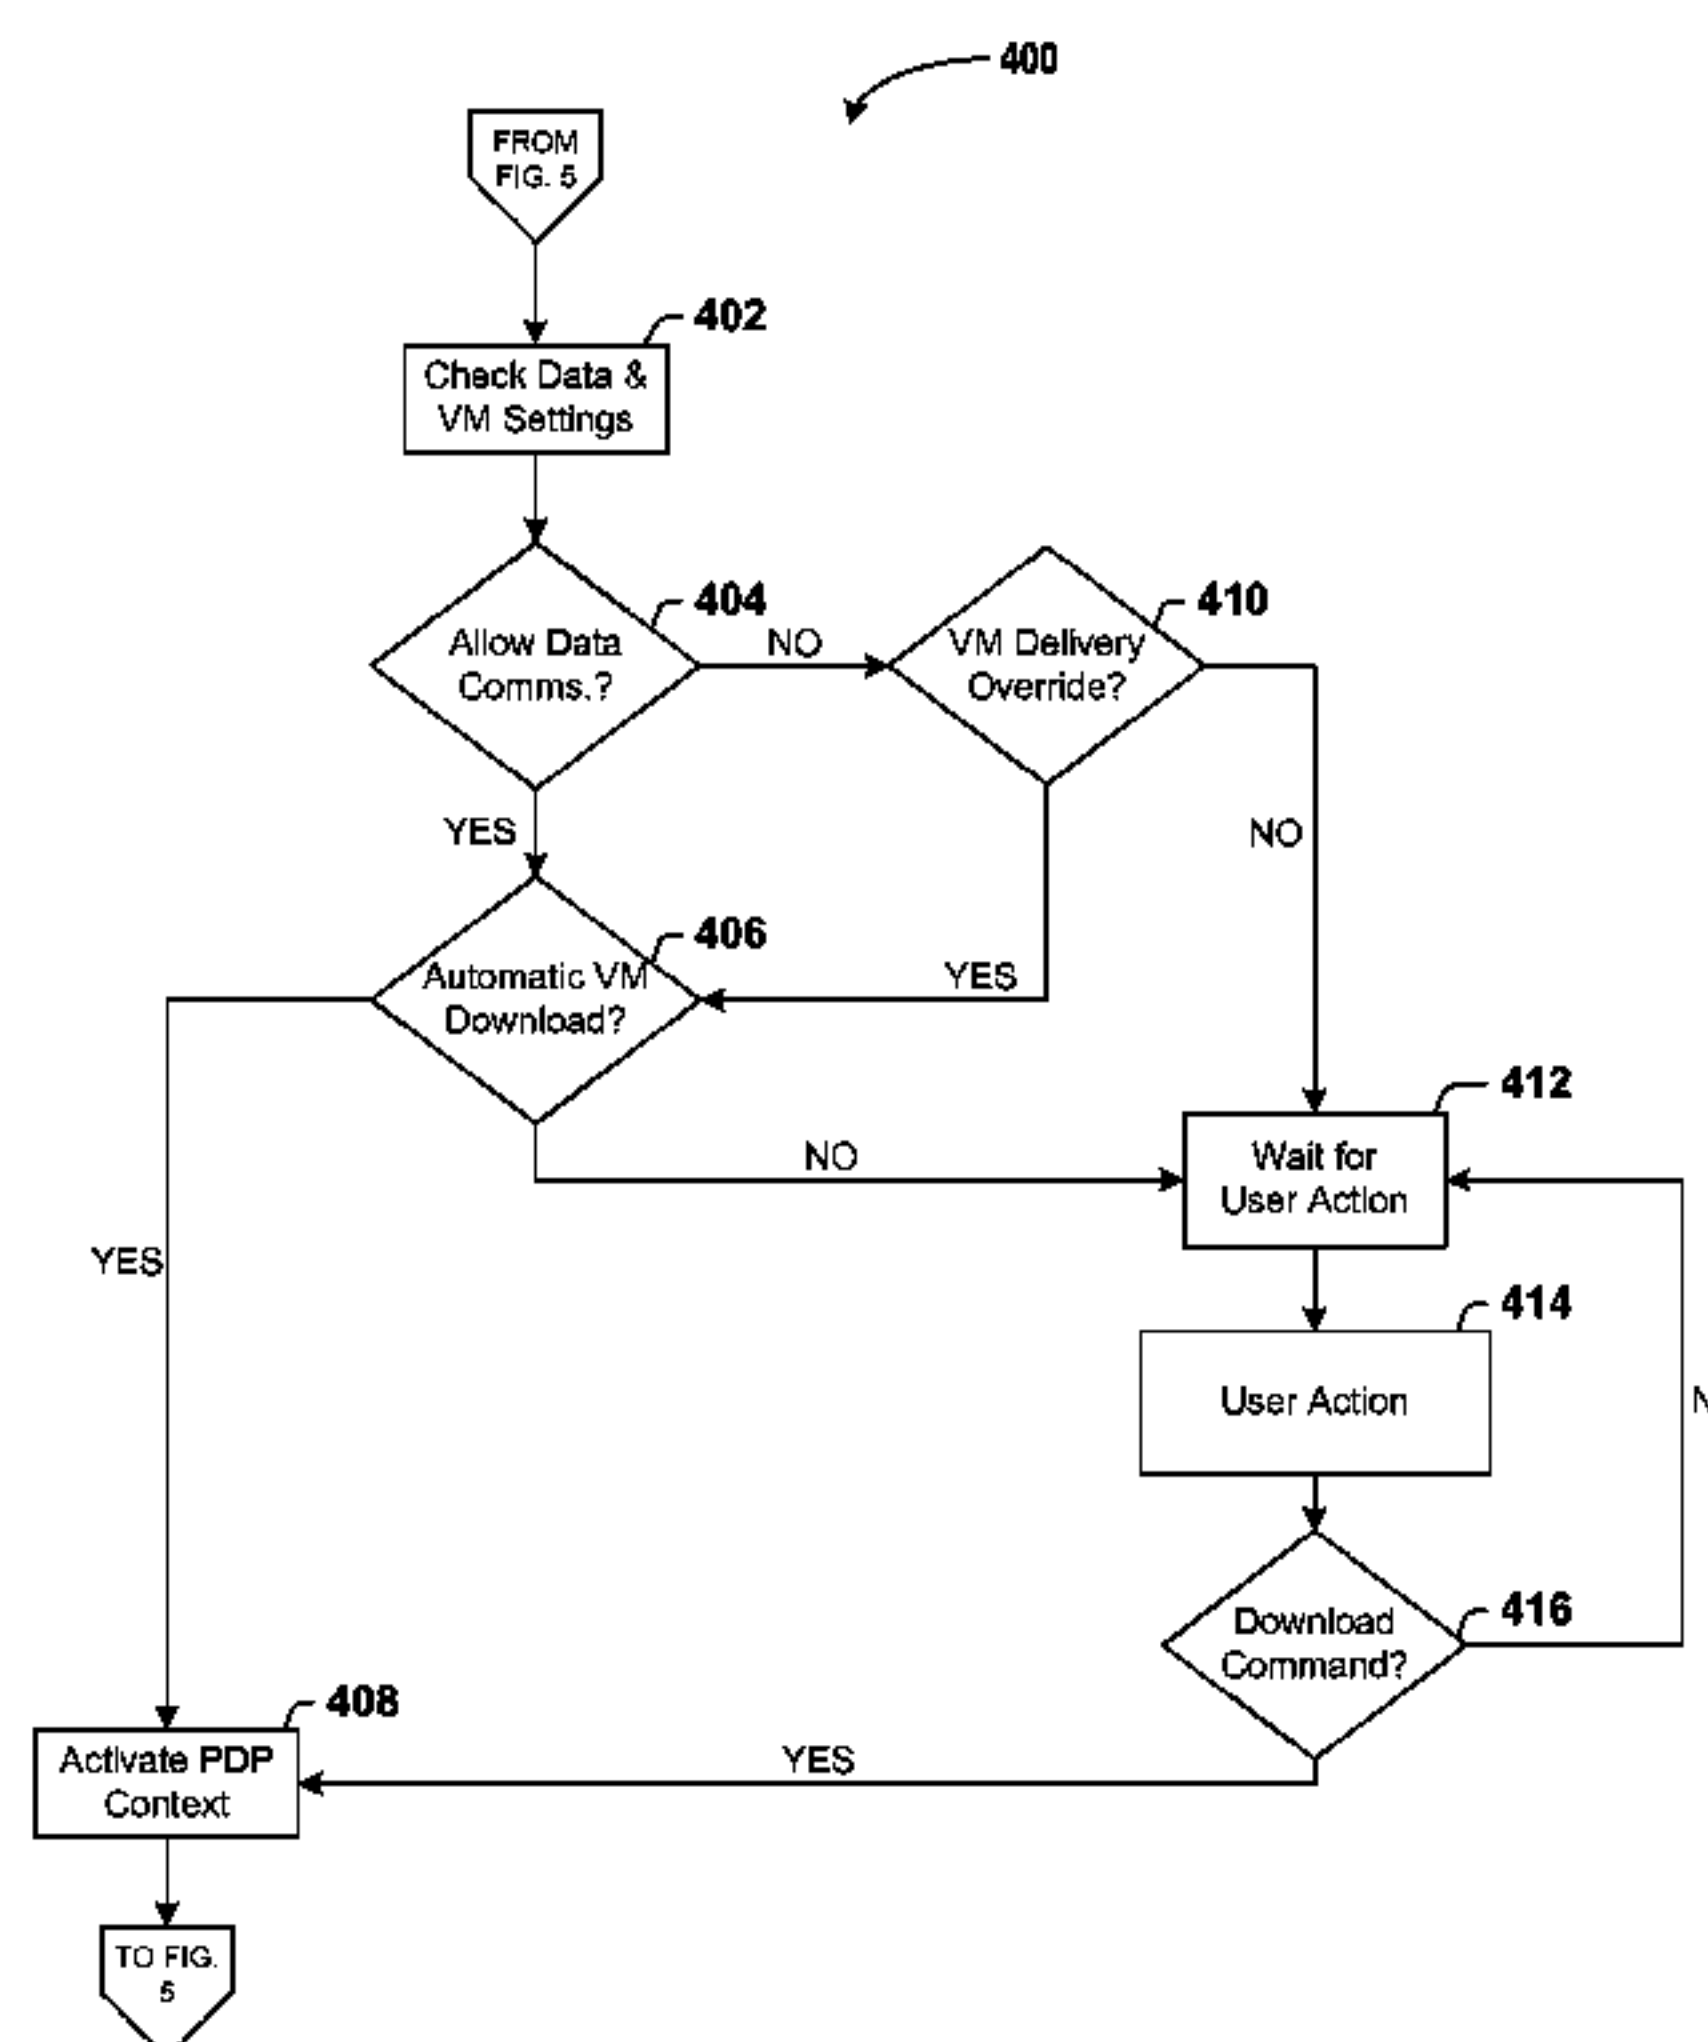 400
FROM
FIG. 5
402
Check Data &
VM Settings
404
Allow Data
Comms.?
NO
410
VM Delivery
Override?
YES
NO
406
Automatic VM
Download?
YES
412
Wait for
User Action
NO
YES
414
User Action
416
Download
Command?
408
Activate PDP
Context
YES
TO FIG.
5